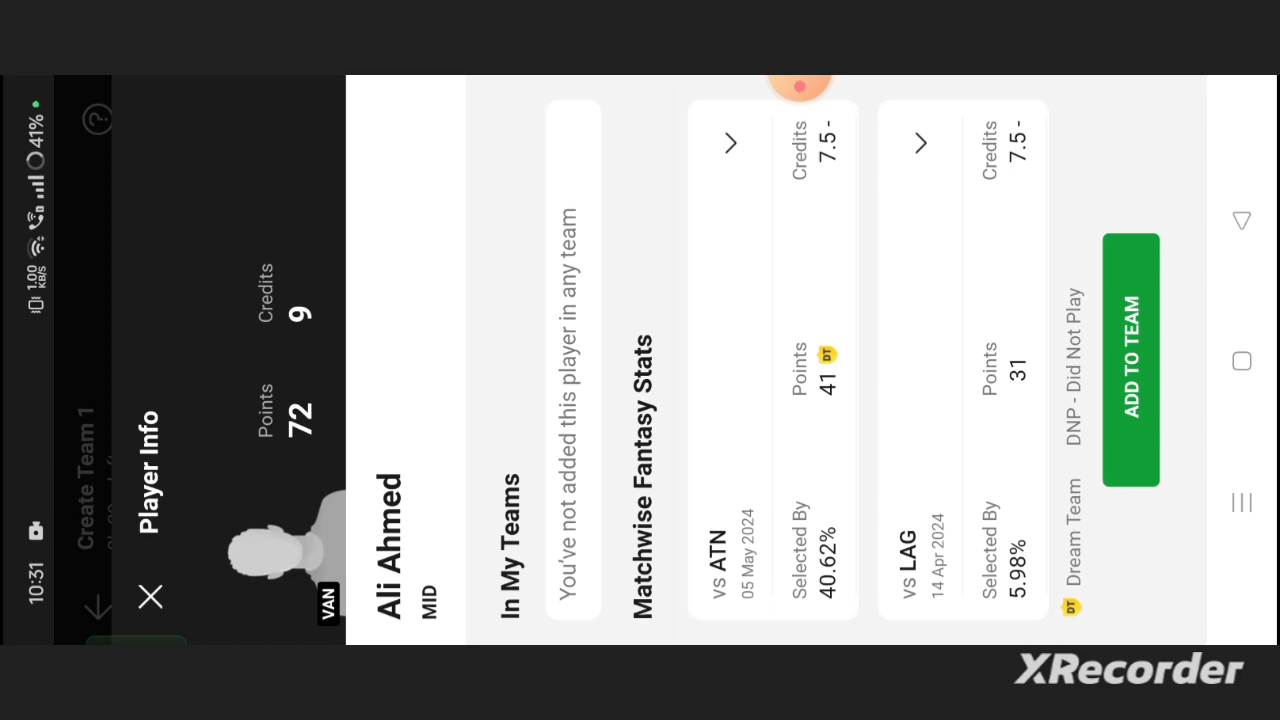 10:31
1.00 KB/S
41%
Create Team 1
?
Player Info
Points
Credits
72
9
VAN
Ali Ahmed
MID
In My Teams
You've not added this player in any team
Matchwise Fantasy Stats
vs ATN
05 May 2024
Selected By
Points
Credits
40.62%
41 DT
7.5 -
vs LAG
14 Apr 2024
Selected By
Points
Credits
5.98%
31
7.5 -
DT Dream Team
DNP - Did Not Play
ADD TO TEAM
XRecorder